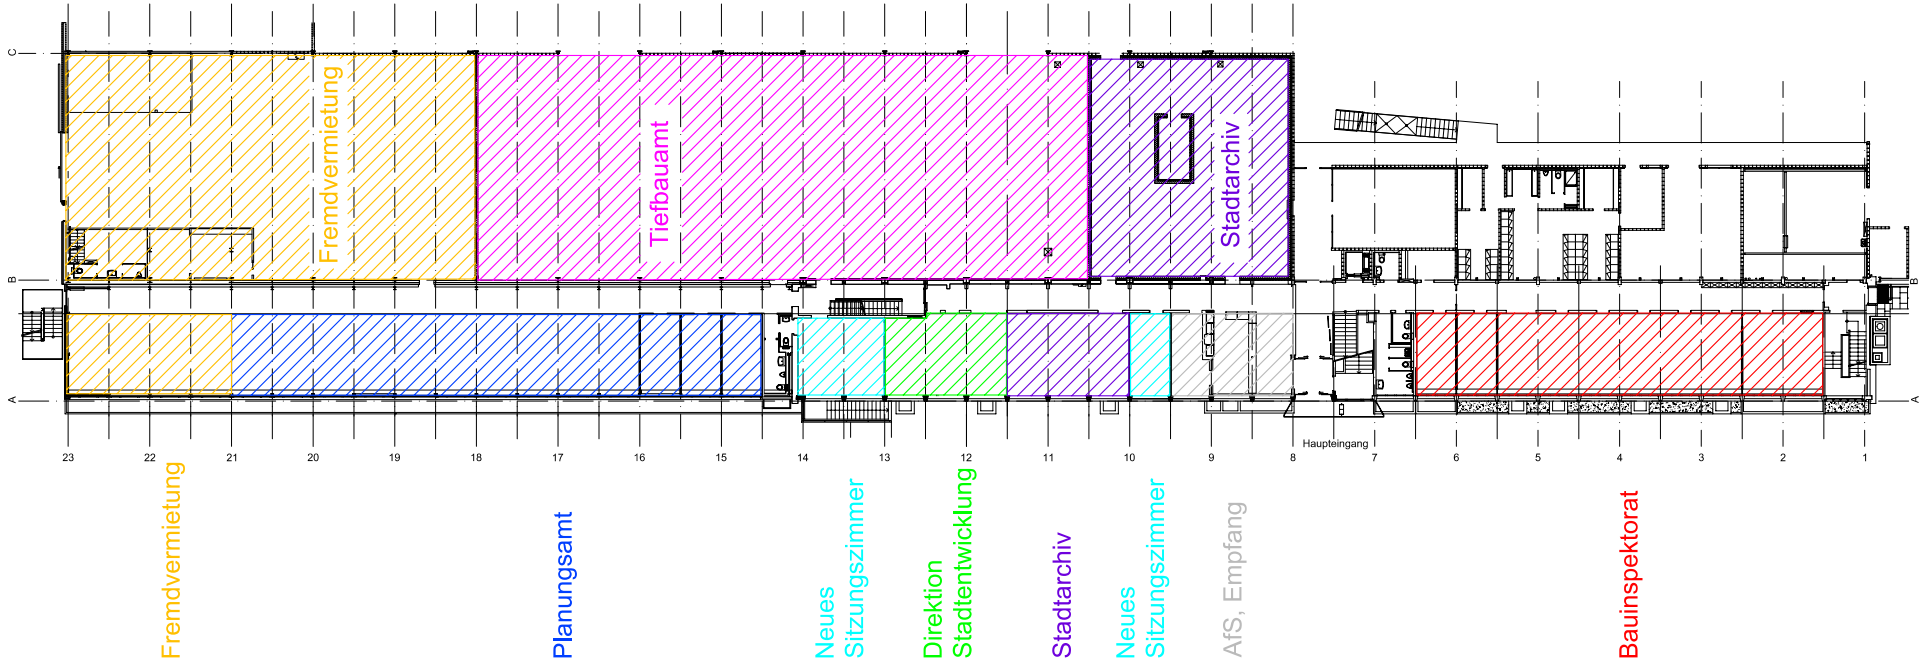 C
C
Fremdvermietung
Tiefbauamt
Stadtarchiv
B
B
A
A
Haupteingang
23 22 21 20 19 18 17 16 15 14 13 12 11 10 9 8 7 6 5 4 3 2 1
Fremdvermietung
Planungsamt
Neues
Sitzungszimmer
Direktion
Stadtentwicklung
Stadtarchiv
Neues
Sitzungszimmer
AfS, Empfang
Bauinspektorat